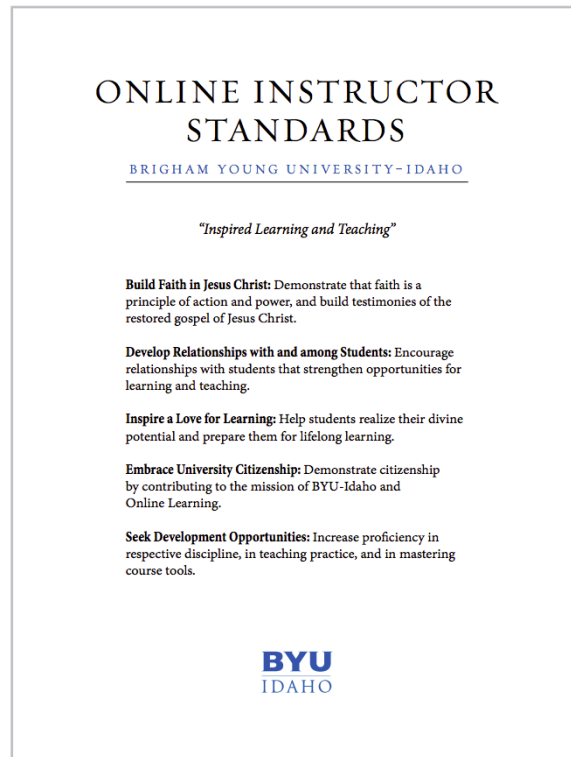 ONLINE INSTRUCTOR
STANDARDS
BRIGHAM YOUNG UNIVERSITY–IDAHO
“Inspired Learning and Teaching”
Build Faith in Jesus Christ: Demonstrate that faith is a
principle of action and power, and build testimonies of the
restored gospel of Jesus Christ.
Develop Relationships with and among Students: Encourage
relationships with students that strengthen opportunities for
learning and teaching.
Inspire a Love for Learning: Help students realize their divine
potential and prepare them for lifelong learning.
Embrace University Citizenship: Demonstrate citizenship
by contributing to the mission of BYU-Idaho and
Online Learning.
Seek Development Opportunities: Increase proficiency in
respective discipline, in teaching practice, and in mastering
course tools.
BYU
IDAHO